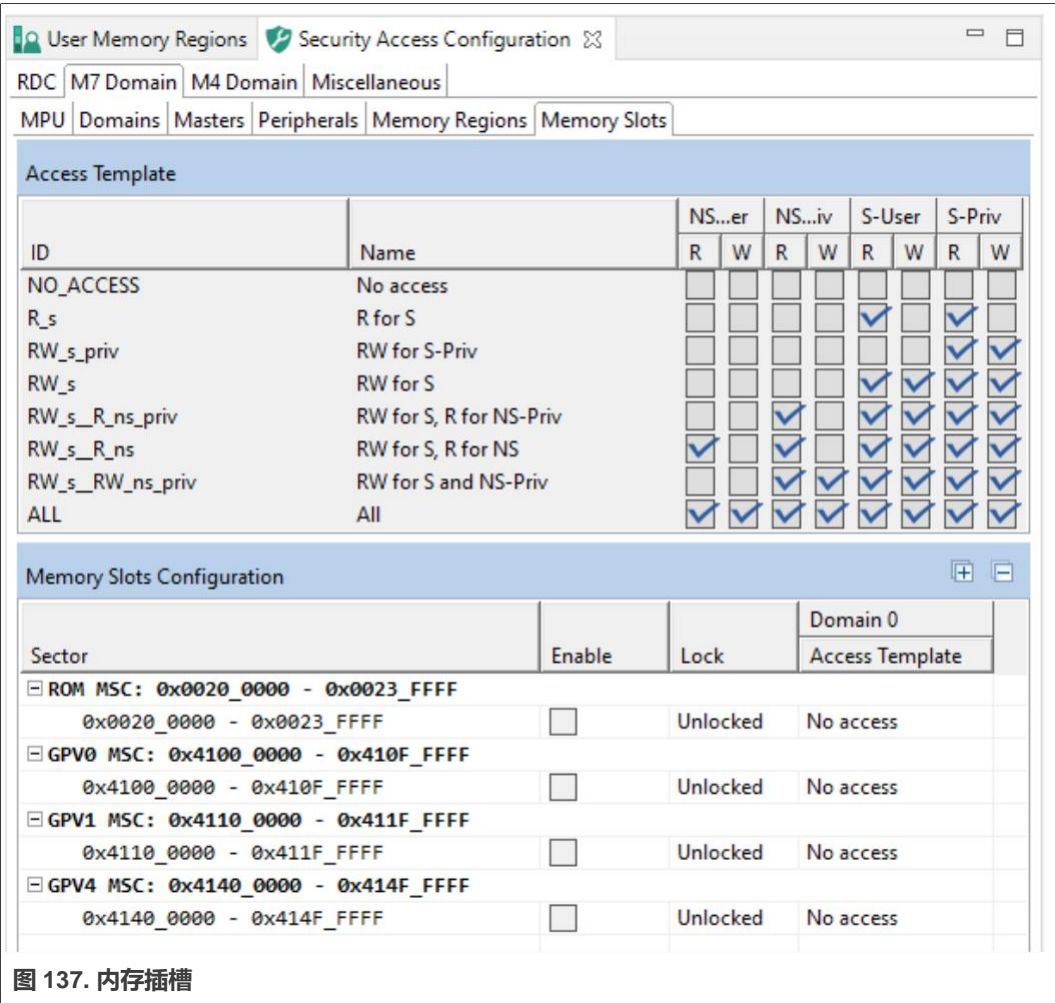 User Memory Regions Security Access Configuration
RDC M7 Domain M4 Domain Miscellaneous
MPU Domains Masters Peripherals Memory Regions Memory Slots
Access Template
NS...er NS...iv S-User S-Priv
ID Name R W R W R W R W
NO_ACCESS No access
R_s R for S
RW_s_priv RW for S-Priv
RW_s RW for S
RW_s__R_ns_priv RW for S, R for NS-Priv
RW_s__R_ns RW for S, R for NS
RW_s__RW_ns_priv RW for S and NS-Priv
ALL All
Memory Slots Configuration
Domain 0
Sector Enable Lock Access Template
ROM MSC: 0x0020_0000 - 0x0023_FFFF
0x0020_0000 - 0x0023_FFFF Unlocked No access
GPV0 MSC: 0x4100_0000 - 0x410F_FFFF
0x4100_0000 - 0x410F_FFFF Unlocked No access
GPV1 MSC: 0x4110_0000 - 0x411F_FFFF
0x4110_0000 - 0x411F_FFFF Unlocked No access
GPV4 MSC: 0x4140_0000 - 0x414F_FFFF
0x4140_0000 - 0x414F_FFFF Unlocked No access
图 137. 内存插槽